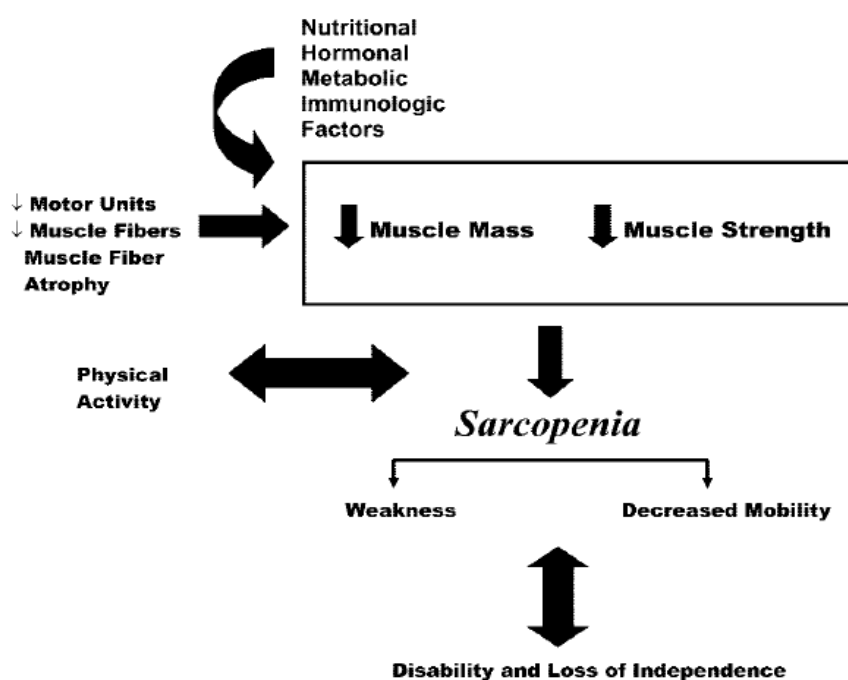 Nutritional
Hormonal
Metabolic
Immunologic
Factors
↓ Motor Units
↓ Muscle Fibers
Muscle Fiber
Atrophy
Muscle Mass
Muscle Strength
Physical
Activity
Sarcopenia
Weakness
Decreased Mobility
Disability and Loss of Independence